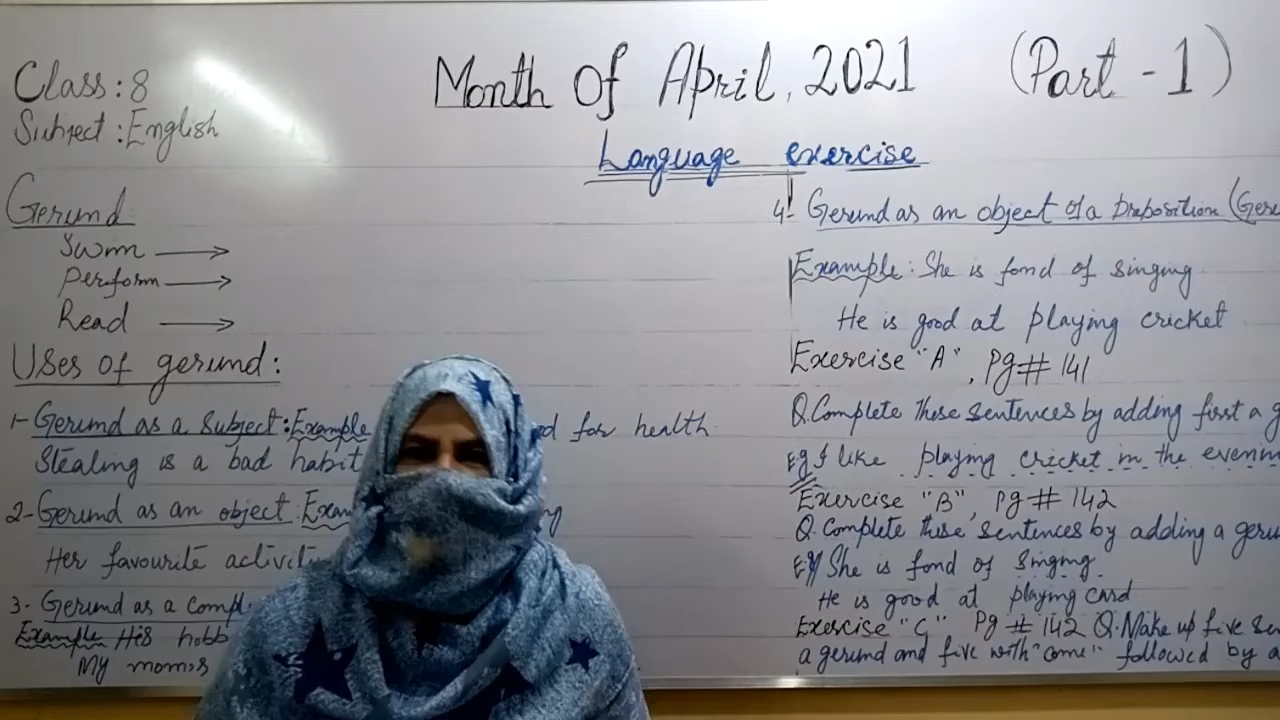 Month Of April, 2021 (Part - 1)
Class: 8
Subject: English
Language exercise
Gerund
Swim →
Perform →
Read →
Uses of gerund:
1- Gerund as a Subject: Example for health
Stealing is a bad habit
2- Gerund as an object:
Her favourite
3- Gerund as a
Example His
My mom's
4- Gerund as an object of a preposition
Example: She is fond of singing
He is good at playing cricket
Exercise "A", Pg # 141
Q. Complete these sentences by adding first a
Eg I like playing cricket in the
Exercise "B", Pg # 142
Q. Complete these sentences by adding a
Eg She is fond of singing.
He is good at playing card
Exercise "C" Pg # 142 Q. Make up five
a gerund and five with "come" followed by a